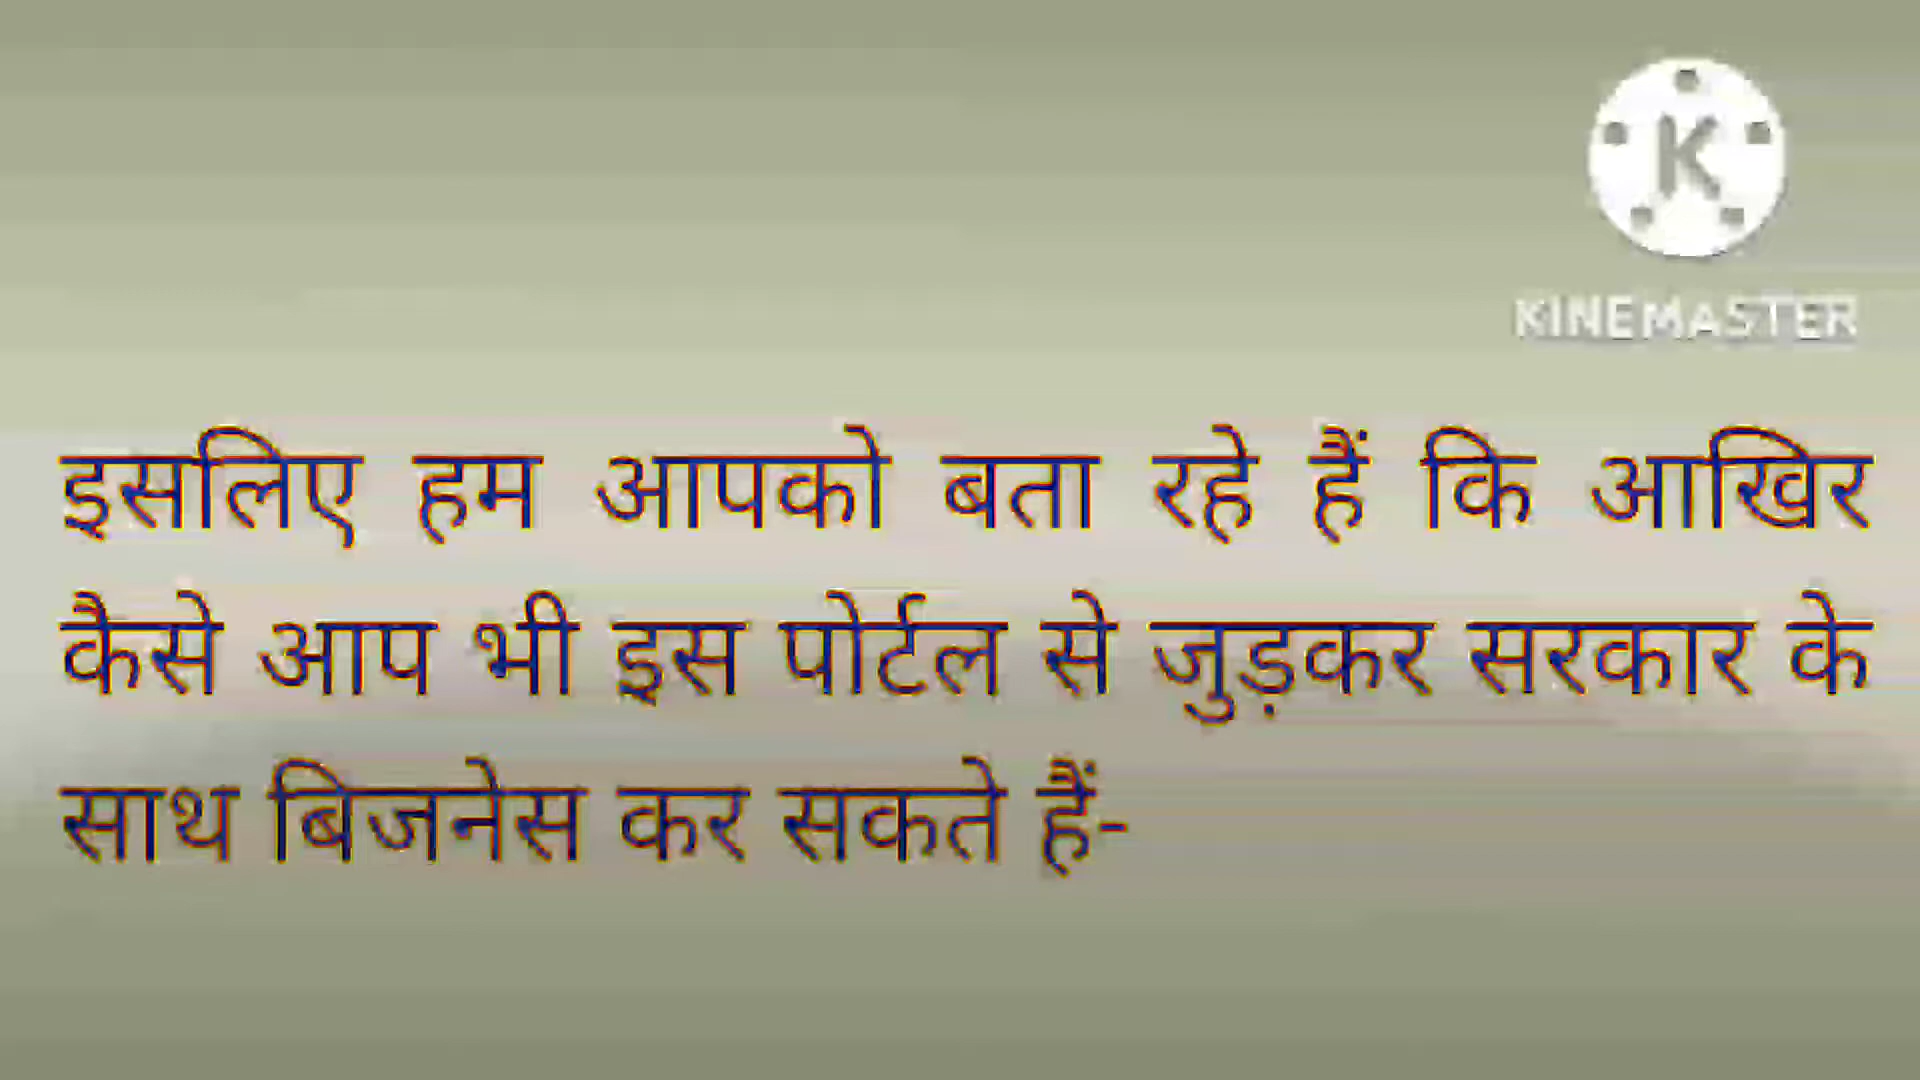 KINEMASTER
इसलिए हम आपको बता रहे हैं कि आखिर
कैसे आप भी इस पोर्टल से जुड़कर सरकार के
साथ बिजनेस कर सकते हैं-